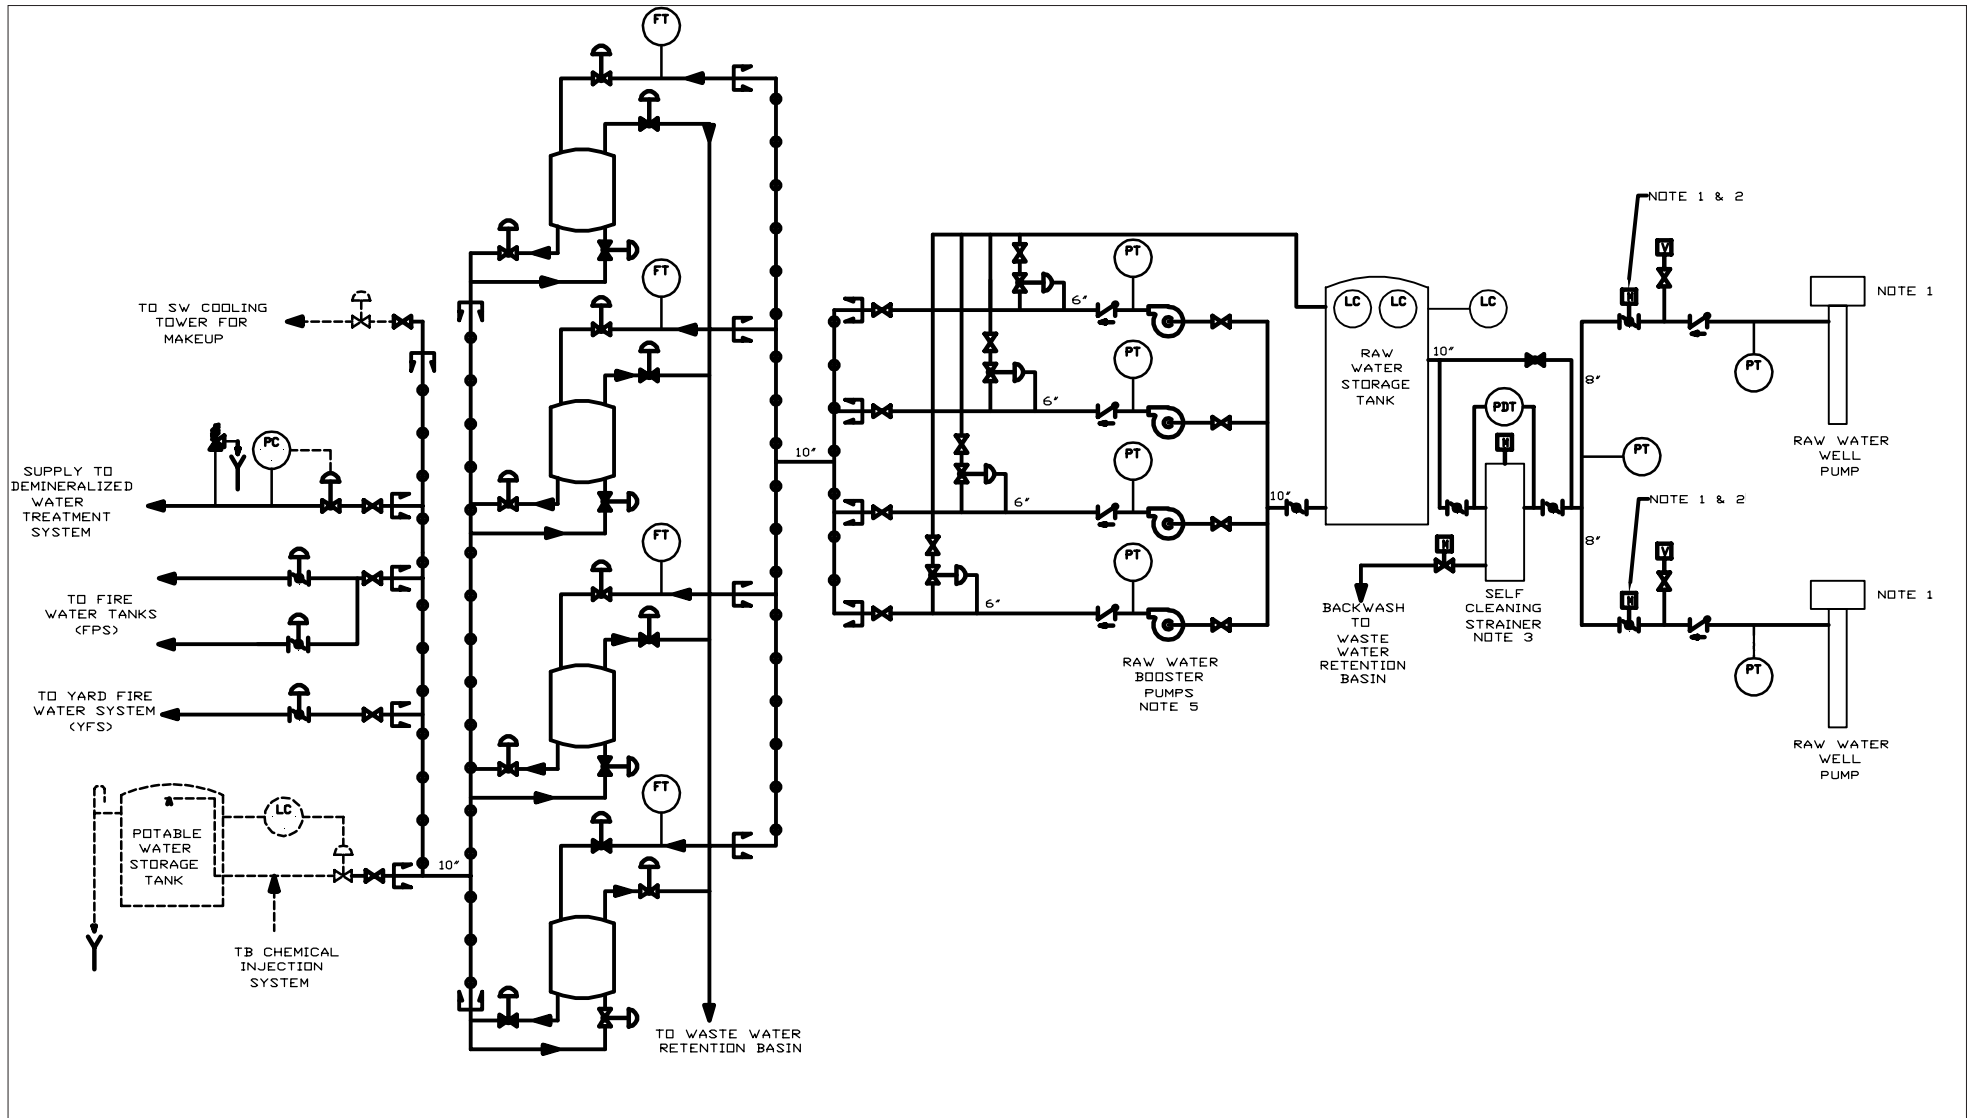 FT
FT
FT
FT
TO SW COOLING
TOWER FOR
MAKEUP
PC
SUPPLY TO
DEMINERALIZED
WATER
TREATMENT
SYSTEM
TO FIRE
WATER TANKS
(FPS)
TO YARD FIRE
WATER SYSTEM
(YFS)
LC
POTABLE
WATER
STORAGE
TANK
10"
TB CHEMICAL
INJECTION
SYSTEM
TO WASTE WATER
RETENTION BASIN
10"
6"
6"
6"
6"
PT
PT
PT
PT
RAW WATER
BOOSTER
PUMPS
NOTE 5
10"
LC
LC
LC
RAW
WATER
STORAGE
TANK
10"
PDT
M
M
BACKWASH
TO
WASTE
WATER
RETENTION
BASIN
SELF
CLEANING
STRAINER
NOTE 3
8"
8"
PT
NOTE 1 & 2
M
V
PT
NOTE 1
RAW WATER
WELL
PUMP
NOTE 1 & 2
M
V
PT
NOTE 1
RAW WATER
WELL
PUMP